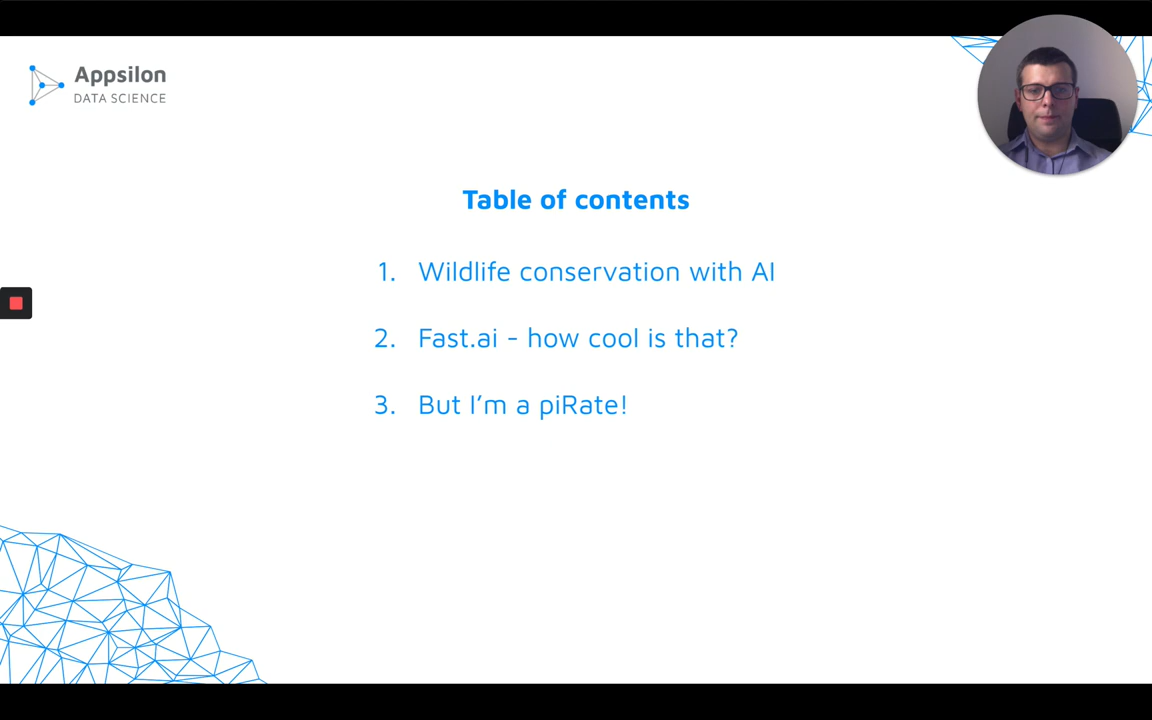 Appsilon
DATA SCIENCE
Table of contents
1. Wildlife conservation with AI
2. Fast.ai - how cool is that?
3. But I’m a piRate!